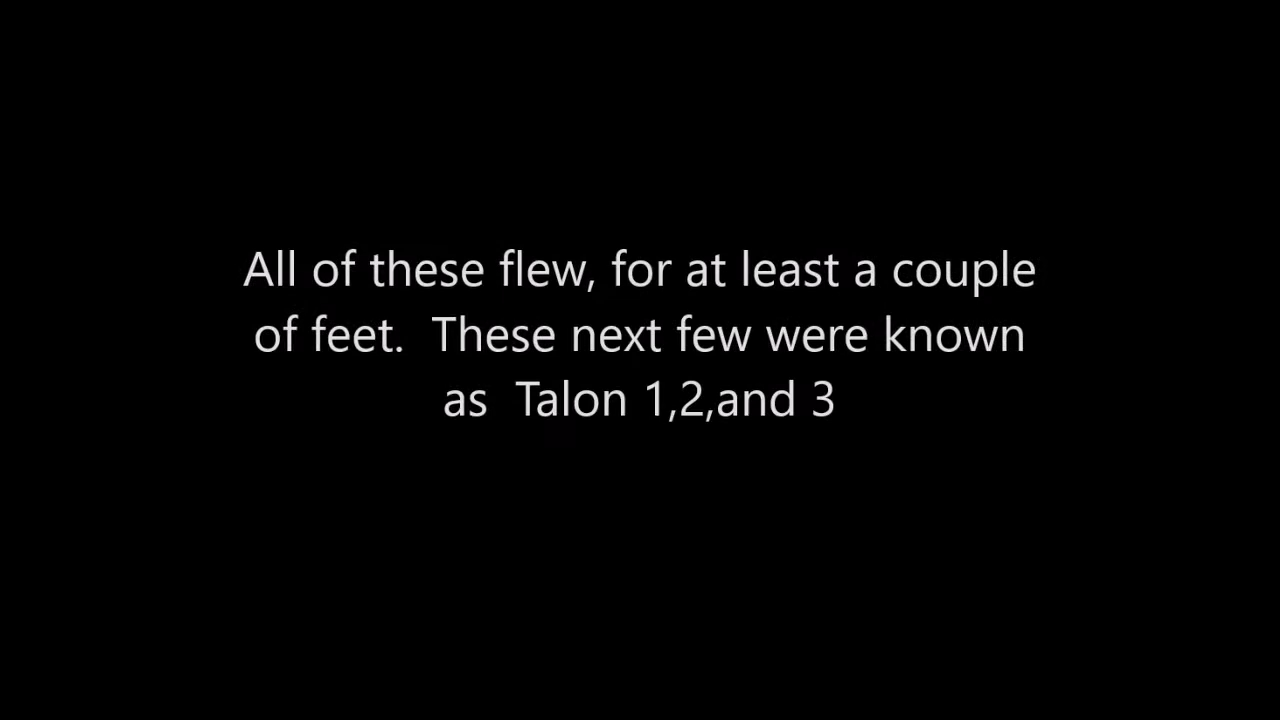 All of these flew, for at least a couple
of feet.  These next few were known
as  Talon 1,2,and 3